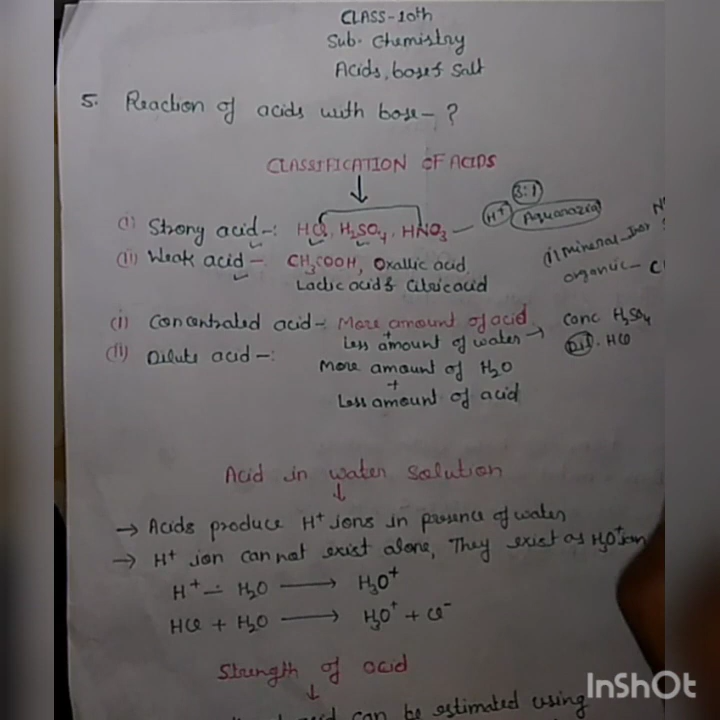 CLASS-10th
Sub- Chemistry
Acids, bases Salt
5. Reaction of acids with base- ?
CLASSIFICATION OF ACIDS
3:1
(i) Strong acid-: HCl, H₂SO₄, HNO₃ — H⁺ Aquarazia
(ii) Weak acid - CH₃COOH, Oxallic acid
Lactic acid & Citric acid
(i) mineral
organic -
(i) Concentrated acid-: More amount of acid
+
Less amount of water → Conc H₂SO₄
Dil. HCl
(ii) Dilute acid-:
More amount of H₂O
+
Less amount of acid
Acid in water Solution
↓
→ Acids produce H⁺ ions in presence of water
→ H⁺ ion can not exist alone, They exist as H₃O⁺ ion
H⁺ ÷ H₂O ⟶ H₃O⁺
HCl + H₂O ⟶ H₃O⁺ + Cl⁻
Strength of acid
↓
can be estimated using
InShOt